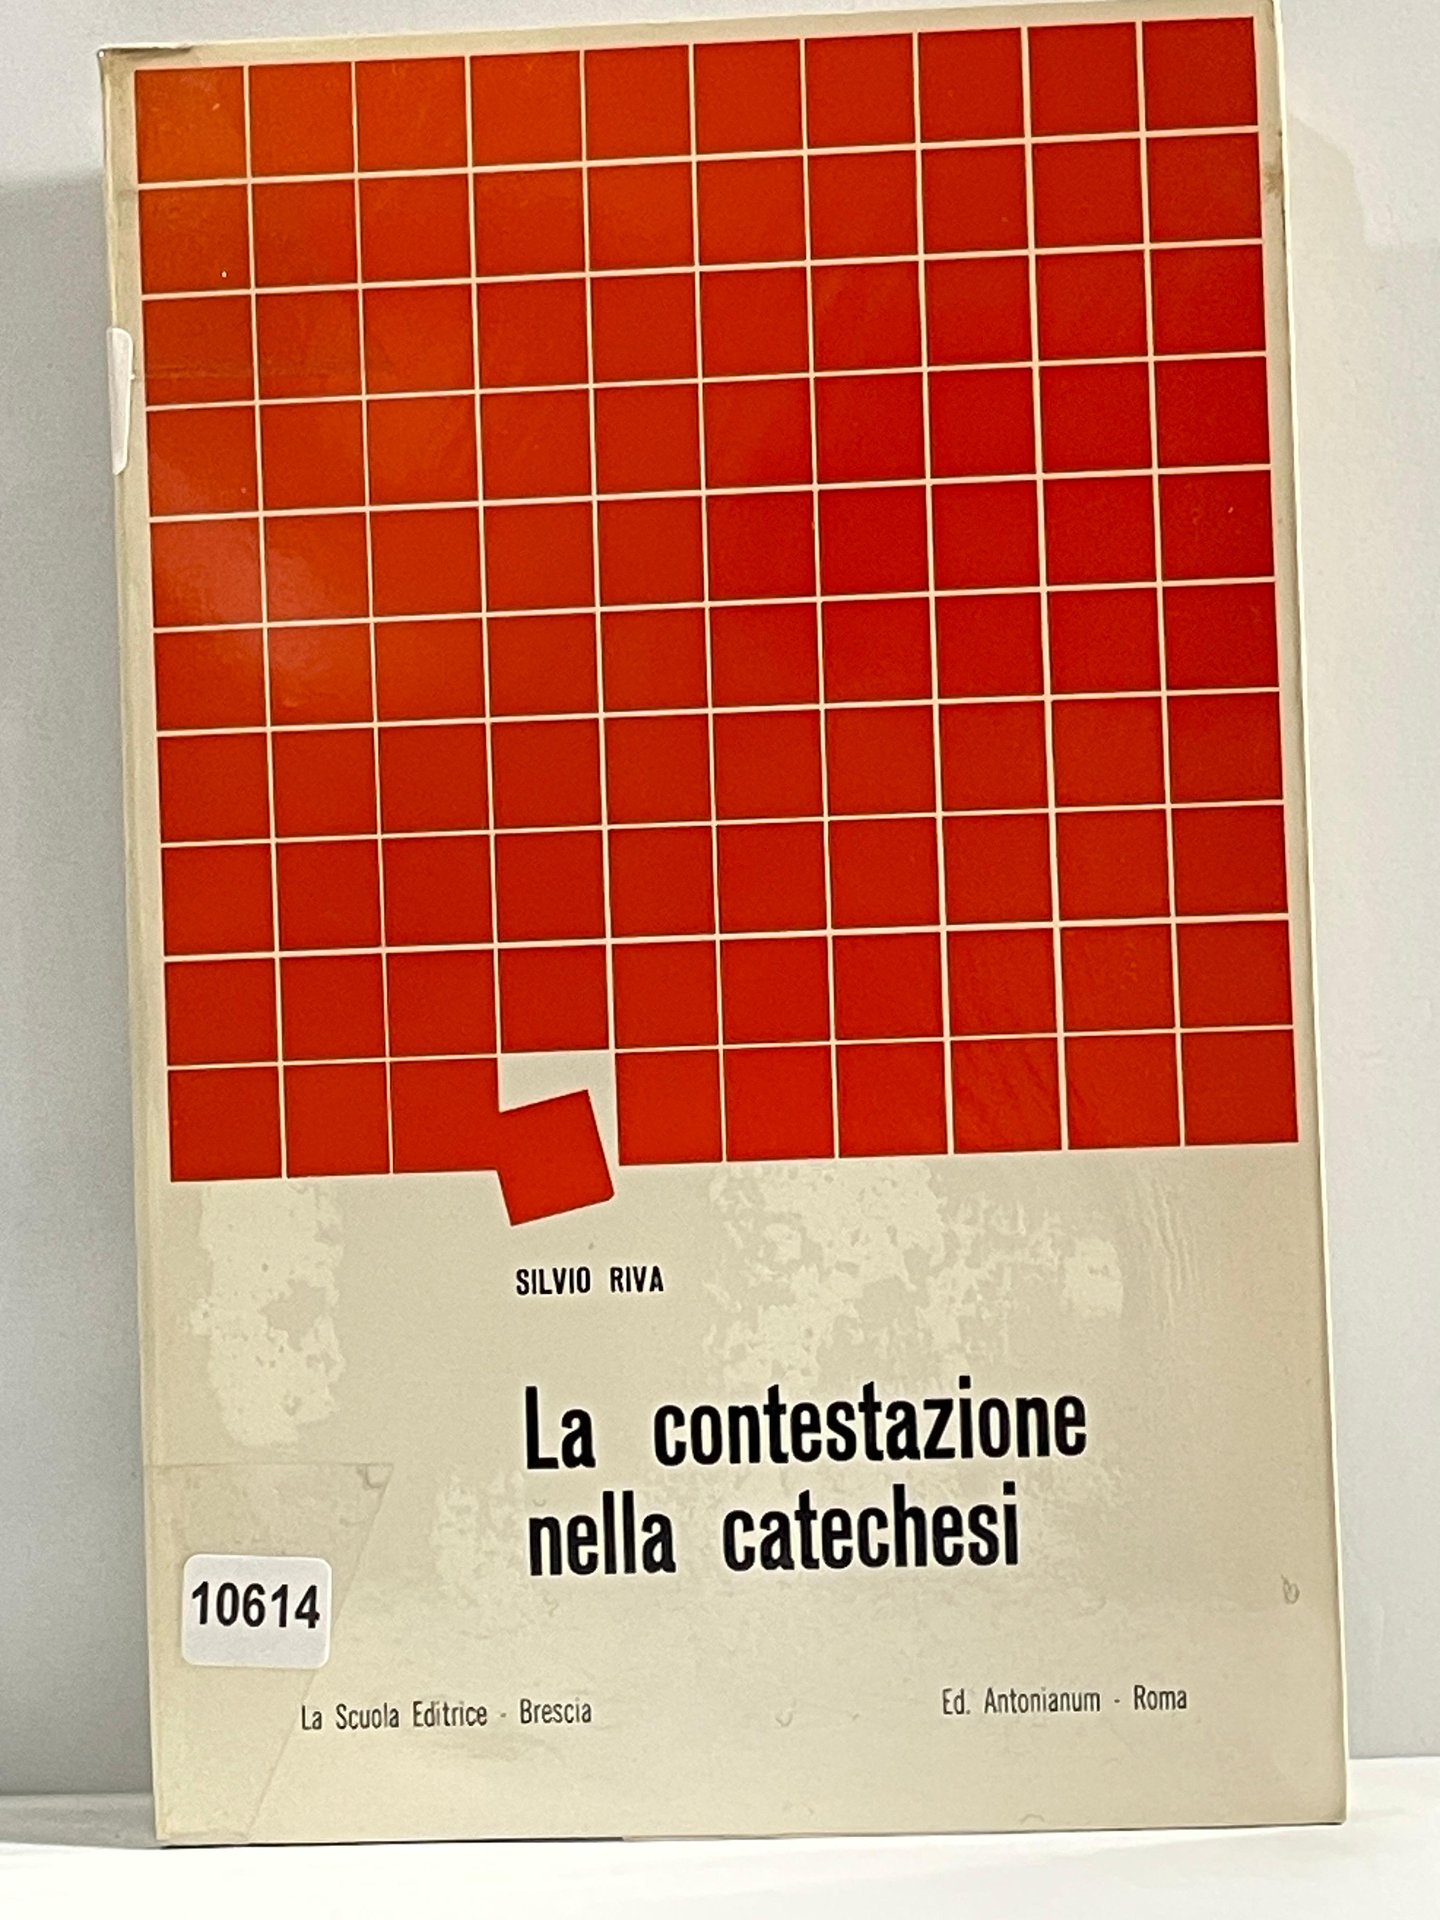 SILVIO RIVA
La contestazione
nella catechesi
10614
La Scuola Editrice - Brescia
Ed. Antonianum - Roma